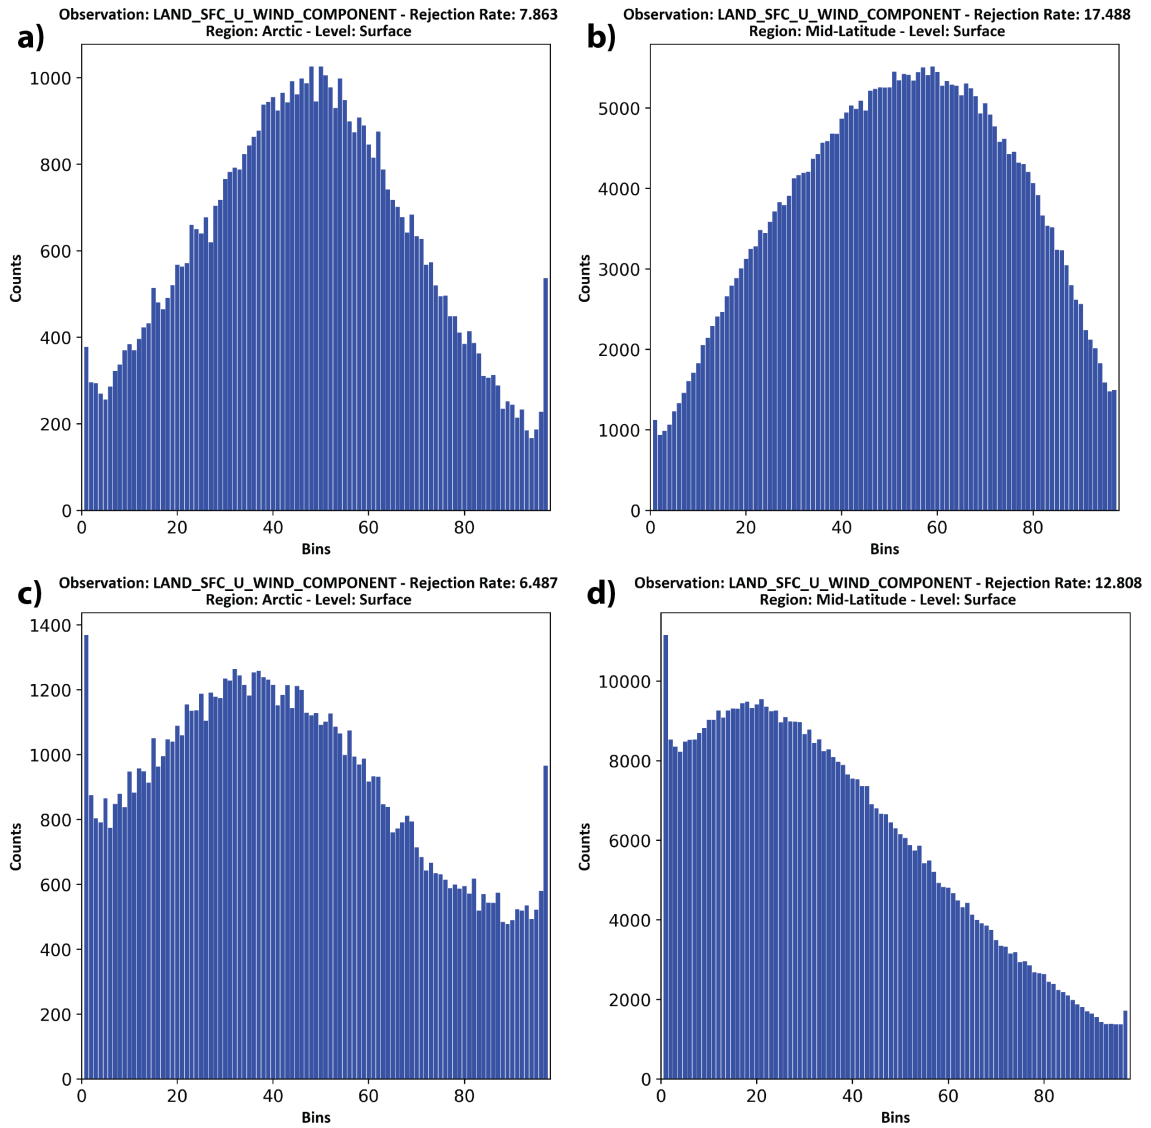 a)
Observation: LAND_SFC_U_WIND_COMPONENT - Rejection Rate: 7.863
Region: Arctic - Level: Surface
1000
800
600
400
200
0
Counts
0 20 40 60 80
Bins
b)
Observation: LAND_SFC_U_WIND_COMPONENT - Rejection Rate: 17.488
Region: Mid-Latitude - Level: Surface
5000
4000
3000
2000
1000
0
Counts
0 20 40 60 80
Bins
c)
Observation: LAND_SFC_U_WIND_COMPONENT - Rejection Rate: 6.487
Region: Arctic - Level: Surface
1400
1200
1000
800
600
400
200
0
Counts
0 20 40 60 80
Bins
d)
Observation: LAND_SFC_U_WIND_COMPONENT - Rejection Rate: 12.808
Region: Mid-Latitude - Level: Surface
10000
8000
6000
4000
2000
0
Counts
0 20 40 60 80
Bins